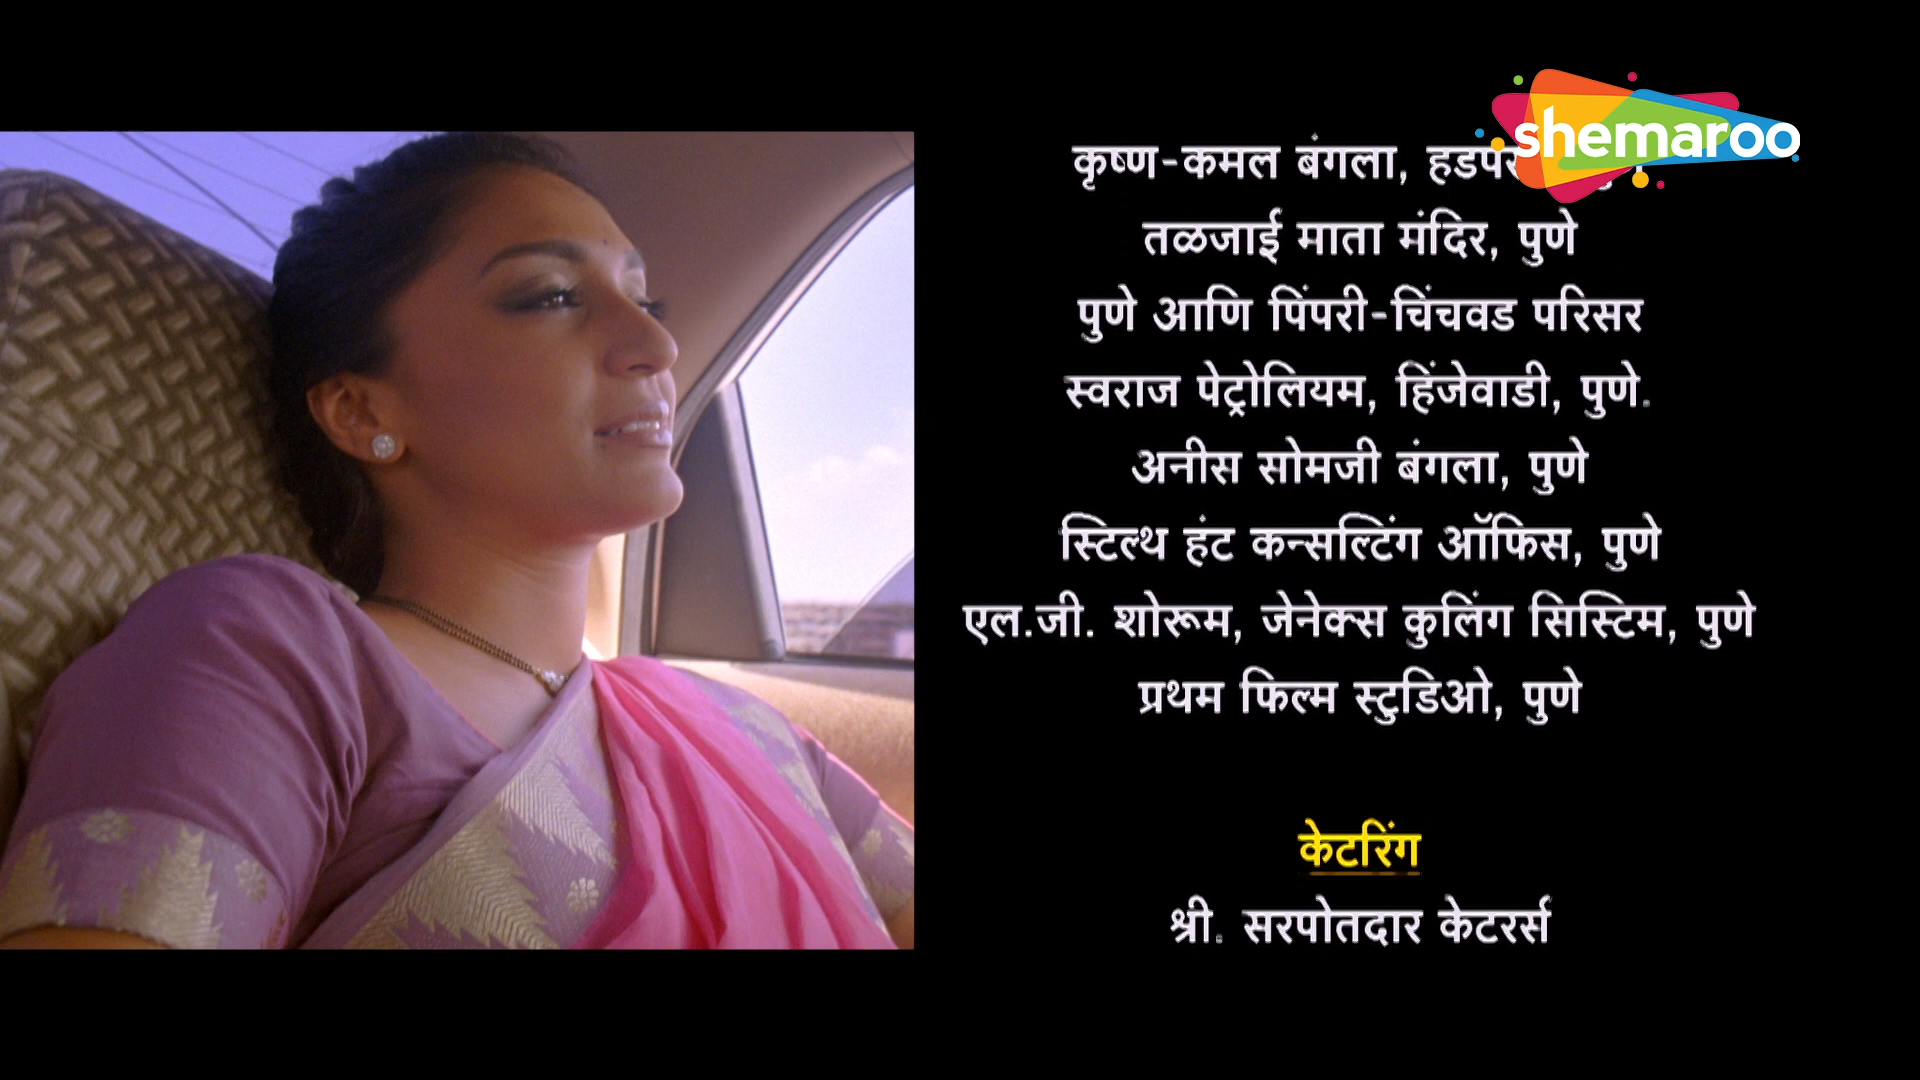 shemaroo
कृष्ण-कमल बंगला,
तळजाई माता मंदिर, पुणे
पुणे आणि पिंपरी-चिंचवड परिसर
स्वराज पेट्रोलियम, हिंजेवाडी, पुणे.
अनीस सोमजी बंगला, पुणे
स्टिल्थ हंट कन्सल्टिंग ऑफिस, पुणे
एल.जी. शोरूम, जेनेक्स कुलिंग सिस्टिम, पुणे
प्रथम फिल्म स्टुडिओ, पुणे
केटरिंग
श्री. सरपोतदार केटरर्स